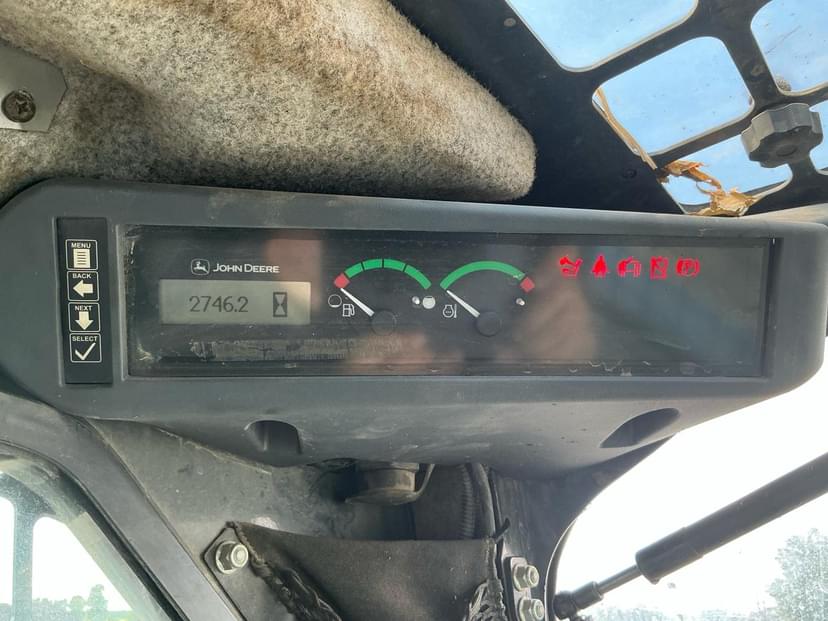 MENU
BACK
NEXT
SELECT
JOHN DEERE
2746.2